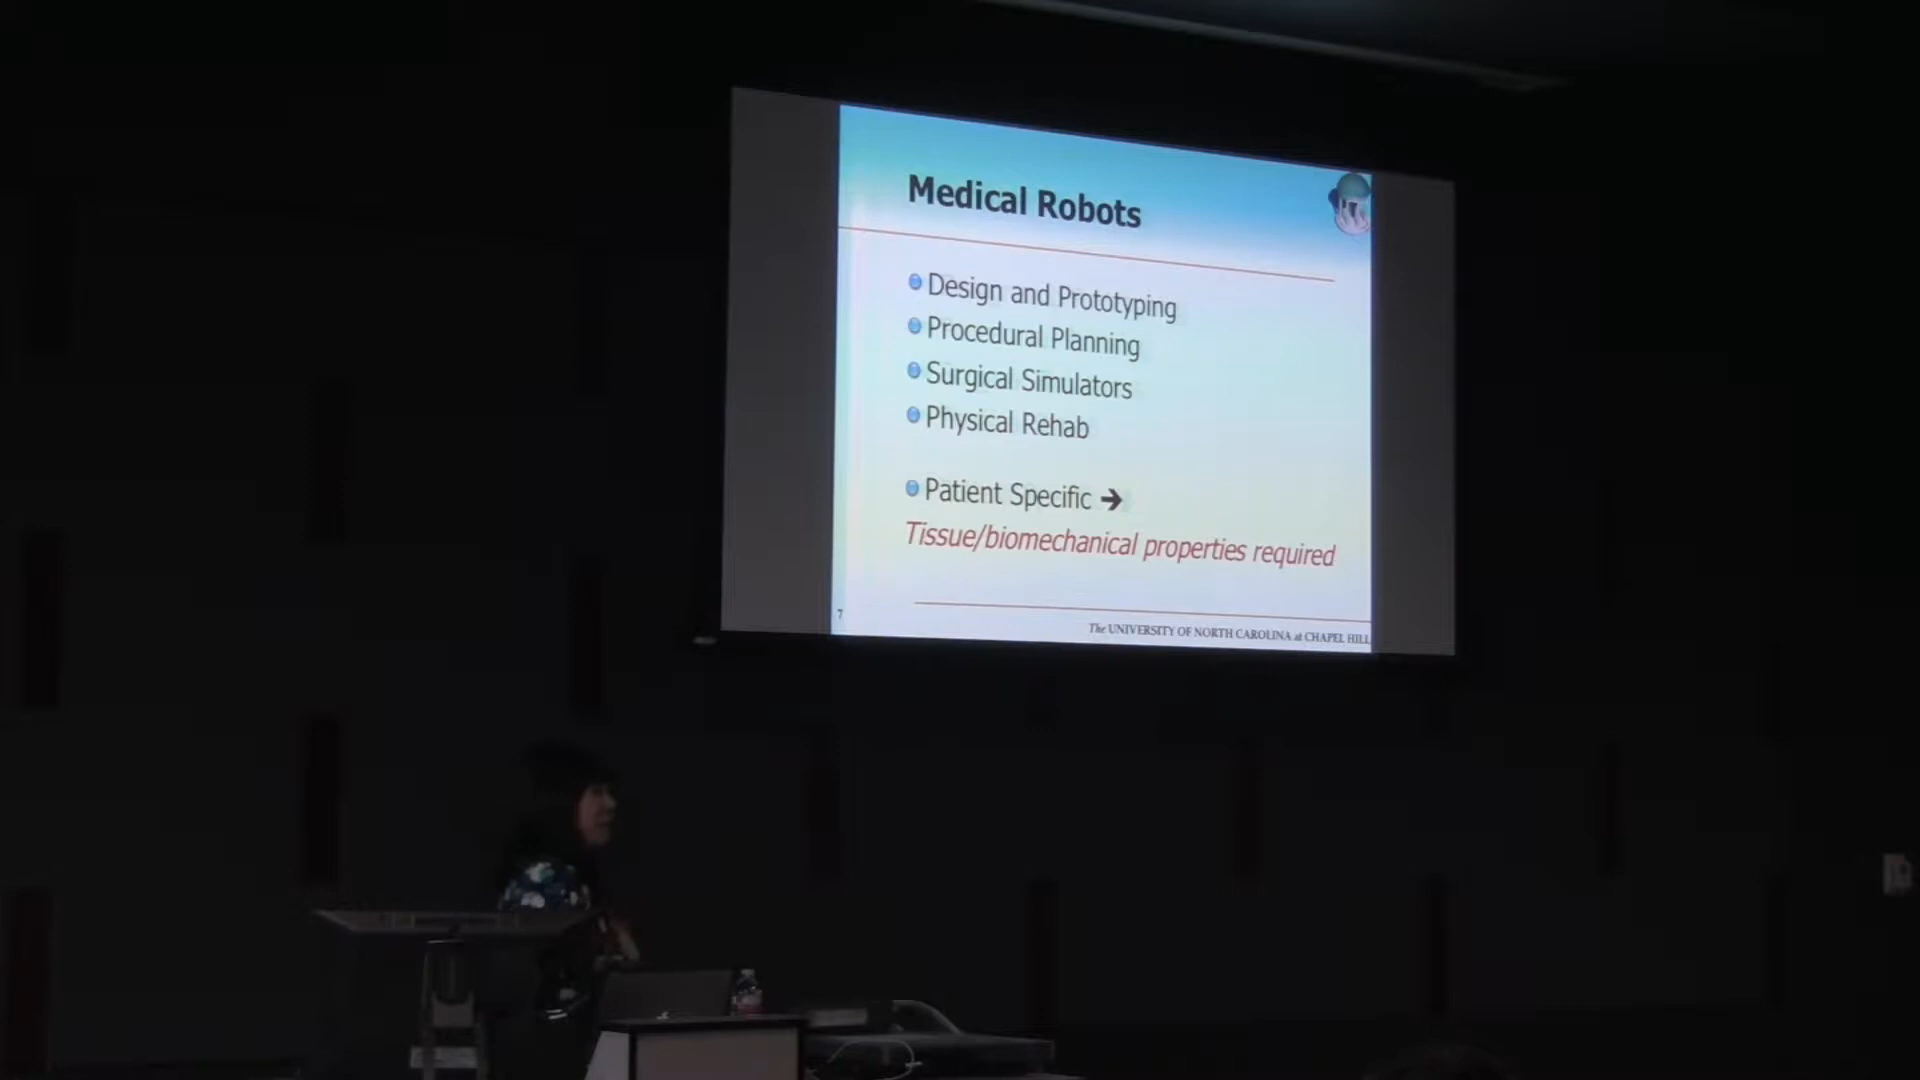 Medical Robots
Design and Prototyping
Procedural Planning
Surgical Simulators
Physical Rehab
Patient Specific ➔
Tissue/biomechanical properties required
7
The UNIVERSITY OF NORTH CAROLINA at CHAPEL HILL